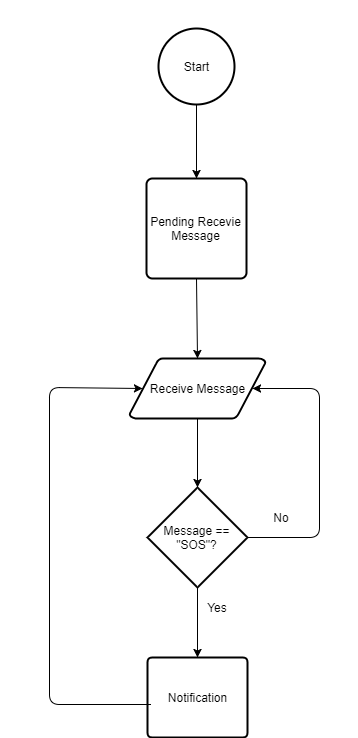 Start
Pending Recevie
Message
Receive Message
Message ==
"SOS"?
No
Yes
Notification